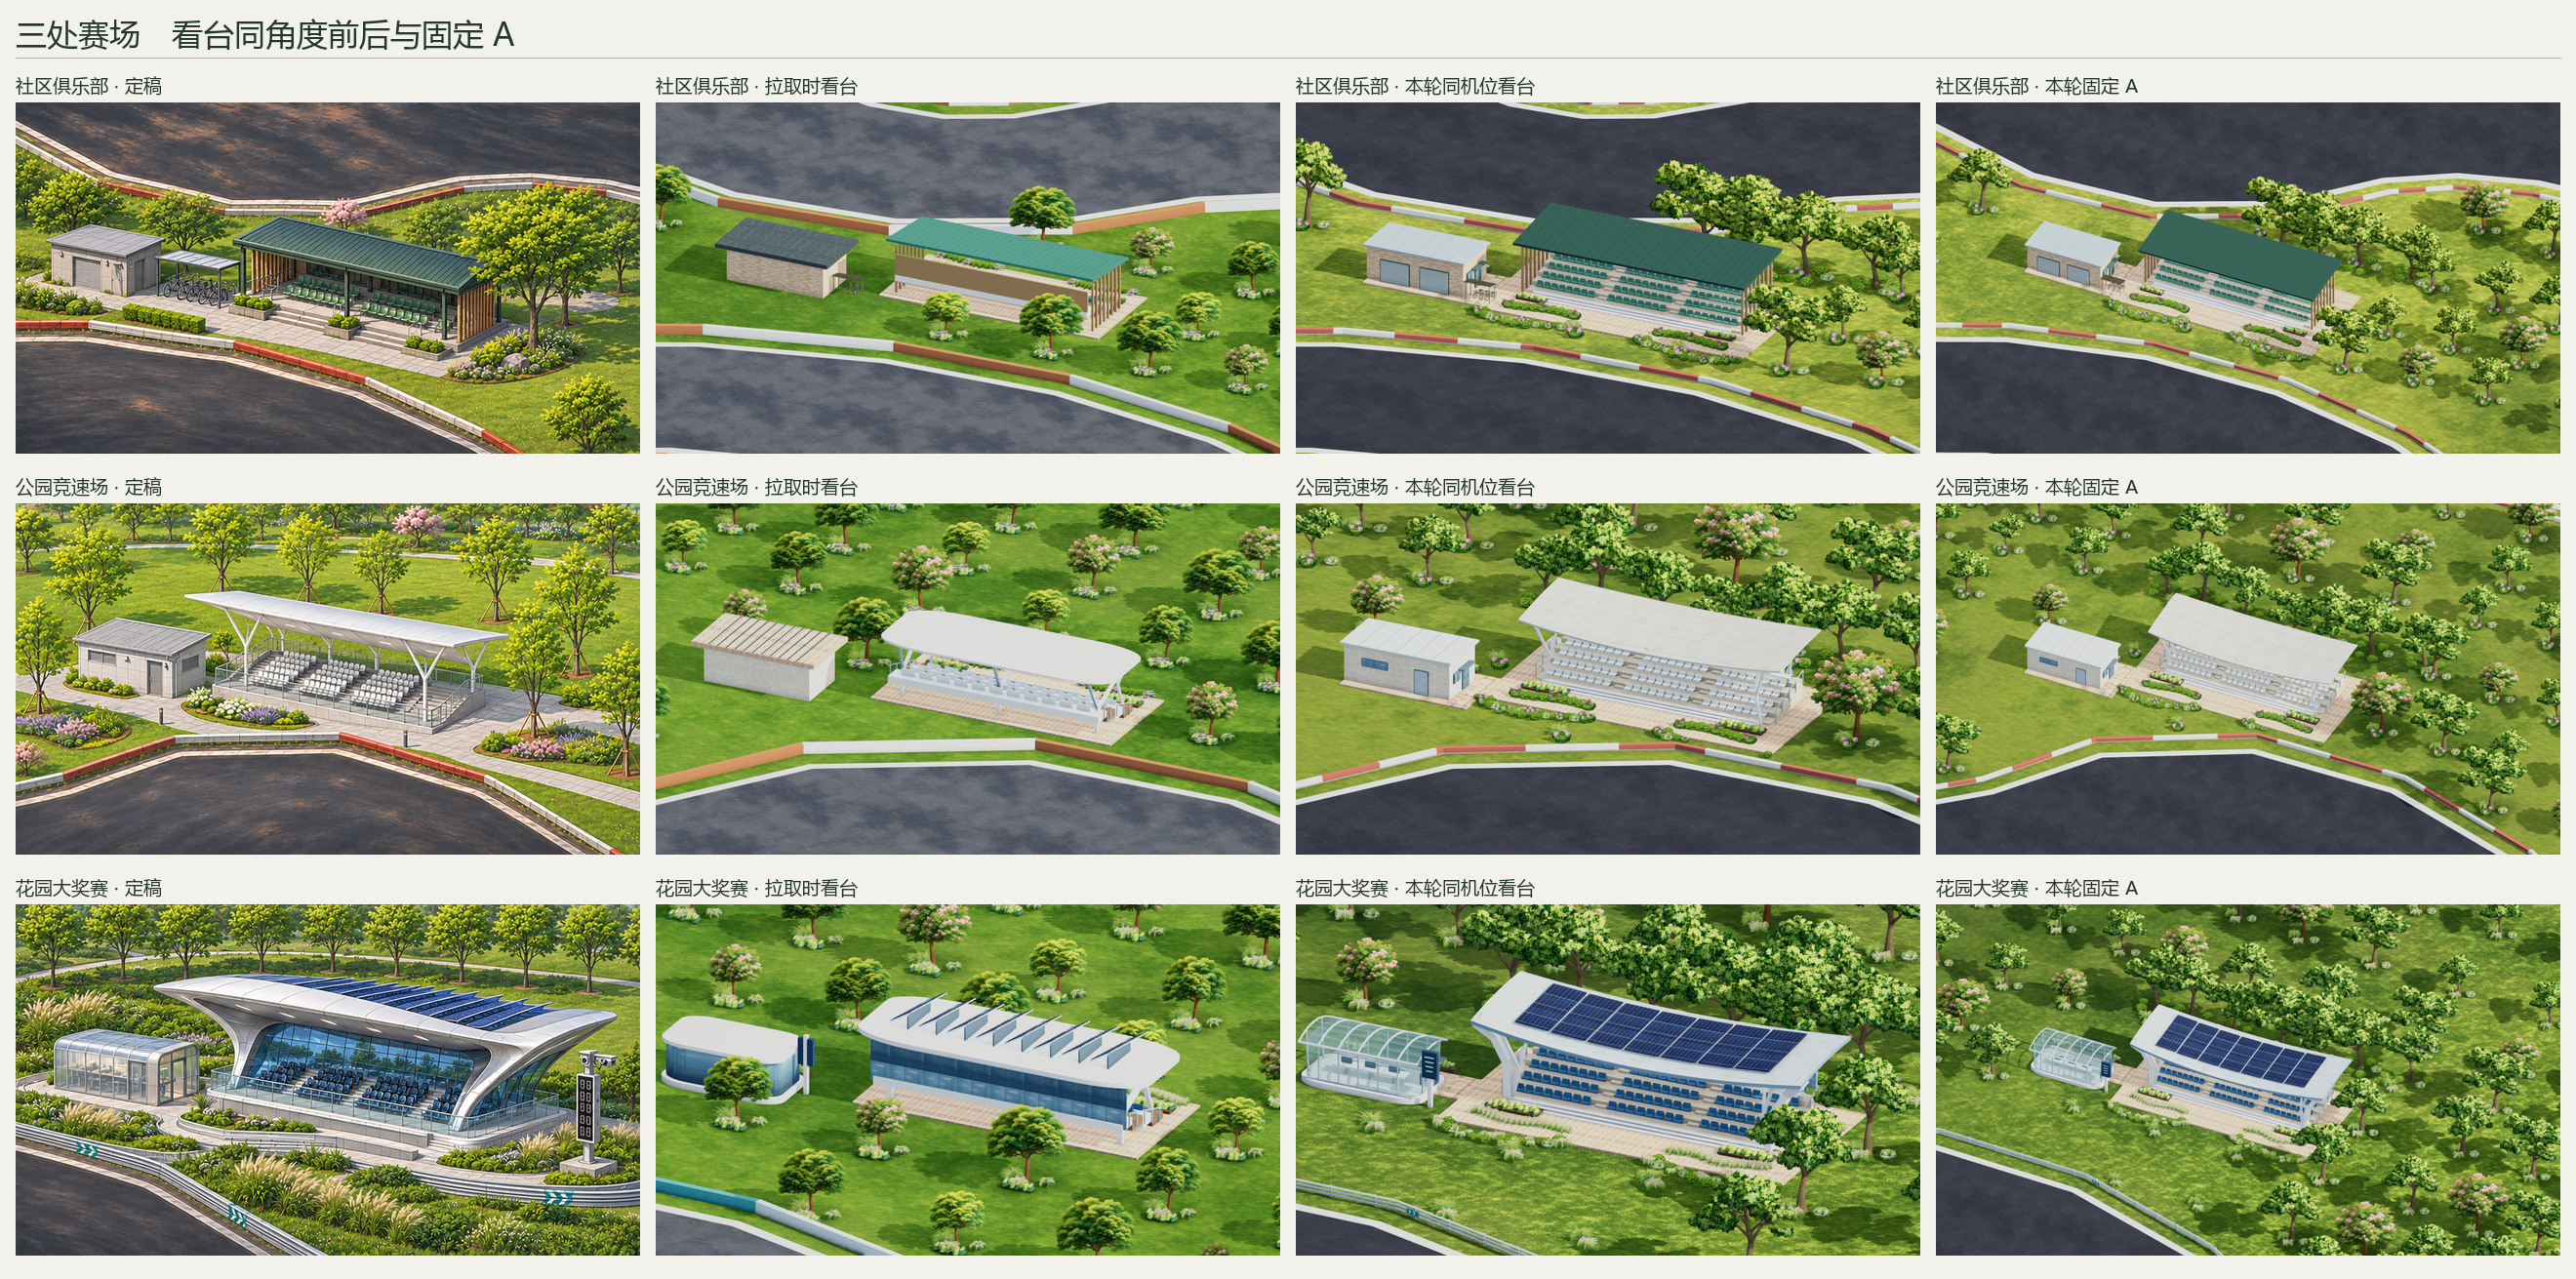 三处赛场 看台同角度前后与固定 A
社区俱乐部 · 定稿
社区俱乐部 · 拉取时看台
社区俱乐部 · 本轮同机位看台
社区俱乐部 · 本轮固定 A
公园竞速场 · 定稿
公园竞速场 · 拉取时看台
公园竞速场 · 本轮同机位看台
公园竞速场 · 本轮固定 A
花园大奖赛 · 定稿
花园大奖赛 · 拉取时看台
花园大奖赛 · 本轮同机位看台
花园大奖赛 · 本轮固定 A